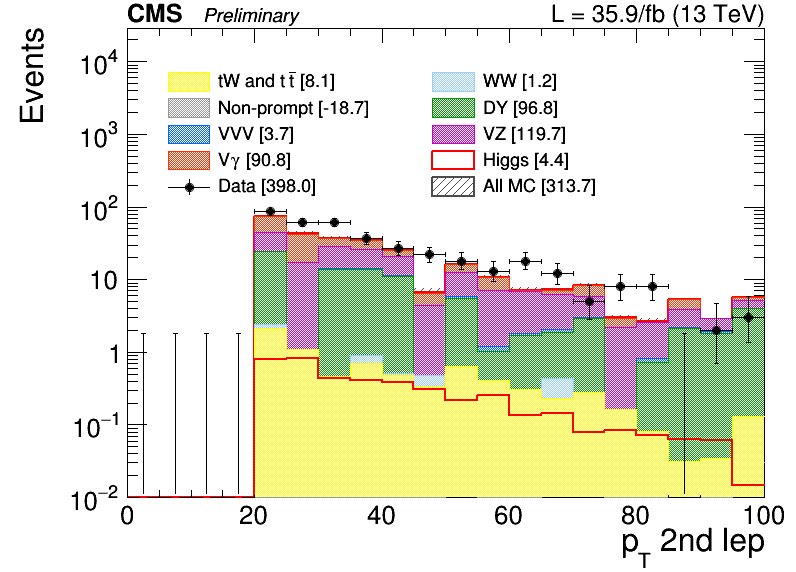 CMS Preliminary L = 35.9/fb (13 TeV)
Events
10⁴
10³
10²
10
1
10⁻¹
10⁻²
tW and t t̄ [8.1]
WW [1.2]
Non-prompt [-18.7]
DY [96.8]
VVV [3.7]
VZ [119.7]
Vγ [90.8]
Higgs [4.4]
Data [398.0]
All MC [313.7]
0 20 40 60 80 100
p_T 2nd lep